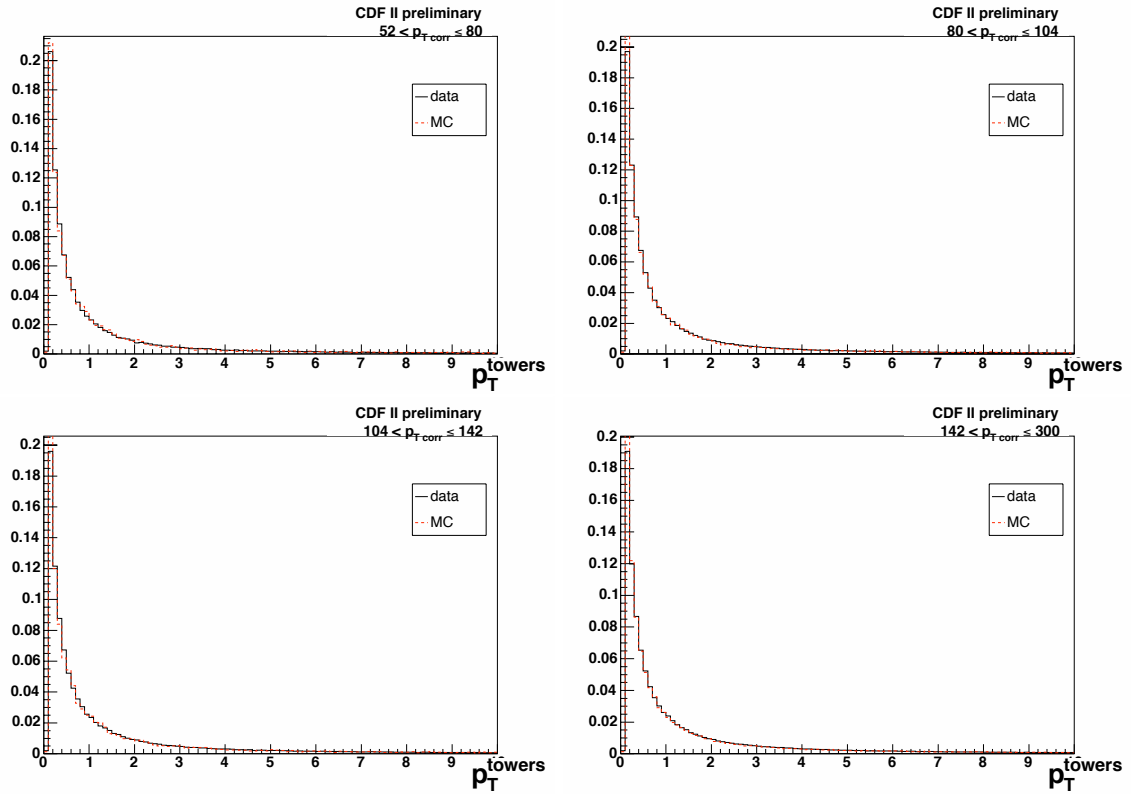 CDF II preliminary
52 < p_T corr ≤ 80
0.2
0.18
0.16
0.14
0.12
0.1
0.08
0.06
0.04
0.02
0
data
MC
0 1 2 3 4 5 6 7 8 9
p_T^towers
CDF II preliminary
80 < p_T corr ≤ 104
0.2
0.18
0.16
0.14
0.12
0.1
0.08
0.06
0.04
0.02
0
data
MC
0 1 2 3 4 5 6 7 8 9
p_T^towers
CDF II preliminary
104 < p_T corr ≤ 142
0.2
0.18
0.16
0.14
0.12
0.1
0.08
0.06
0.04
0.02
0
data
MC
0 1 2 3 4 5 6 7 8 9
p_T^towers
CDF II preliminary
142 < p_T corr ≤ 300
0.2
0.18
0.16
0.14
0.12
0.1
0.08
0.06
0.04
0.02
0
data
MC
0 1 2 3 4 5 6 7 8 9
p_T^towers